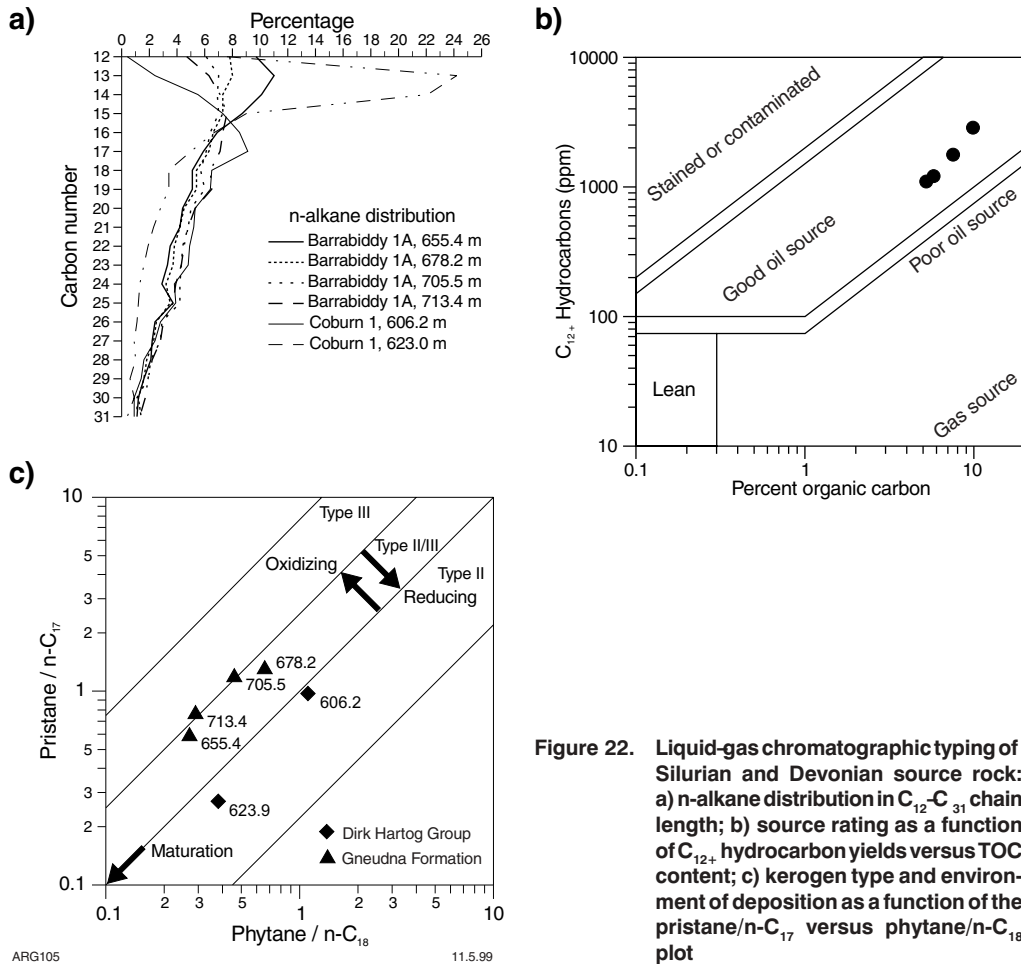 a)
Percentage
0 2 4 6 8 10 12 14 16 18 20 22 24 26
Carbon number
12
13
14
15
16
17
18
19
20
21
22
23
24
25
26
27
28
29
30
31
n-alkane distribution
Barrabiddy 1A, 655.4 m
Barrabiddy 1A, 678.2 m
Barrabiddy 1A, 705.5 m
Barrabiddy 1A, 713.4 m
Coburn 1, 606.2 m
Coburn 1, 623.0 m
b)
C12+ Hydrocarbons (ppm)
10000
1000
100
10
Stained or contaminated
Good oil source
Poor oil source
Lean
Gas source
0.1 1 10
Percent organic carbon
c)
Pristane / n-C17
10
5
3
2
1
5
3
2
0.1
Type III
Type II/III
Type II
Oxidizing
Reducing
678.2
705.5
606.2
713.4
655.4
623.9
Maturation
Dirk Hartog Group
Gneudna Formation
0.1 2 3 5 1 2 3 5 10
Phytane / n-C18
ARG105
11.5.99
Figure 22. Liquid-gas chromatographic typing of
Silurian and Devonian source rock:
a) n-alkane distribution in C12-C31 chain
length; b) source rating as a function
of C12+ hydrocarbon yields versus TOC
content; c) kerogen type and environ-
ment of deposition as a function of the
pristane/n-C17 versus phytane/n-C18
plot